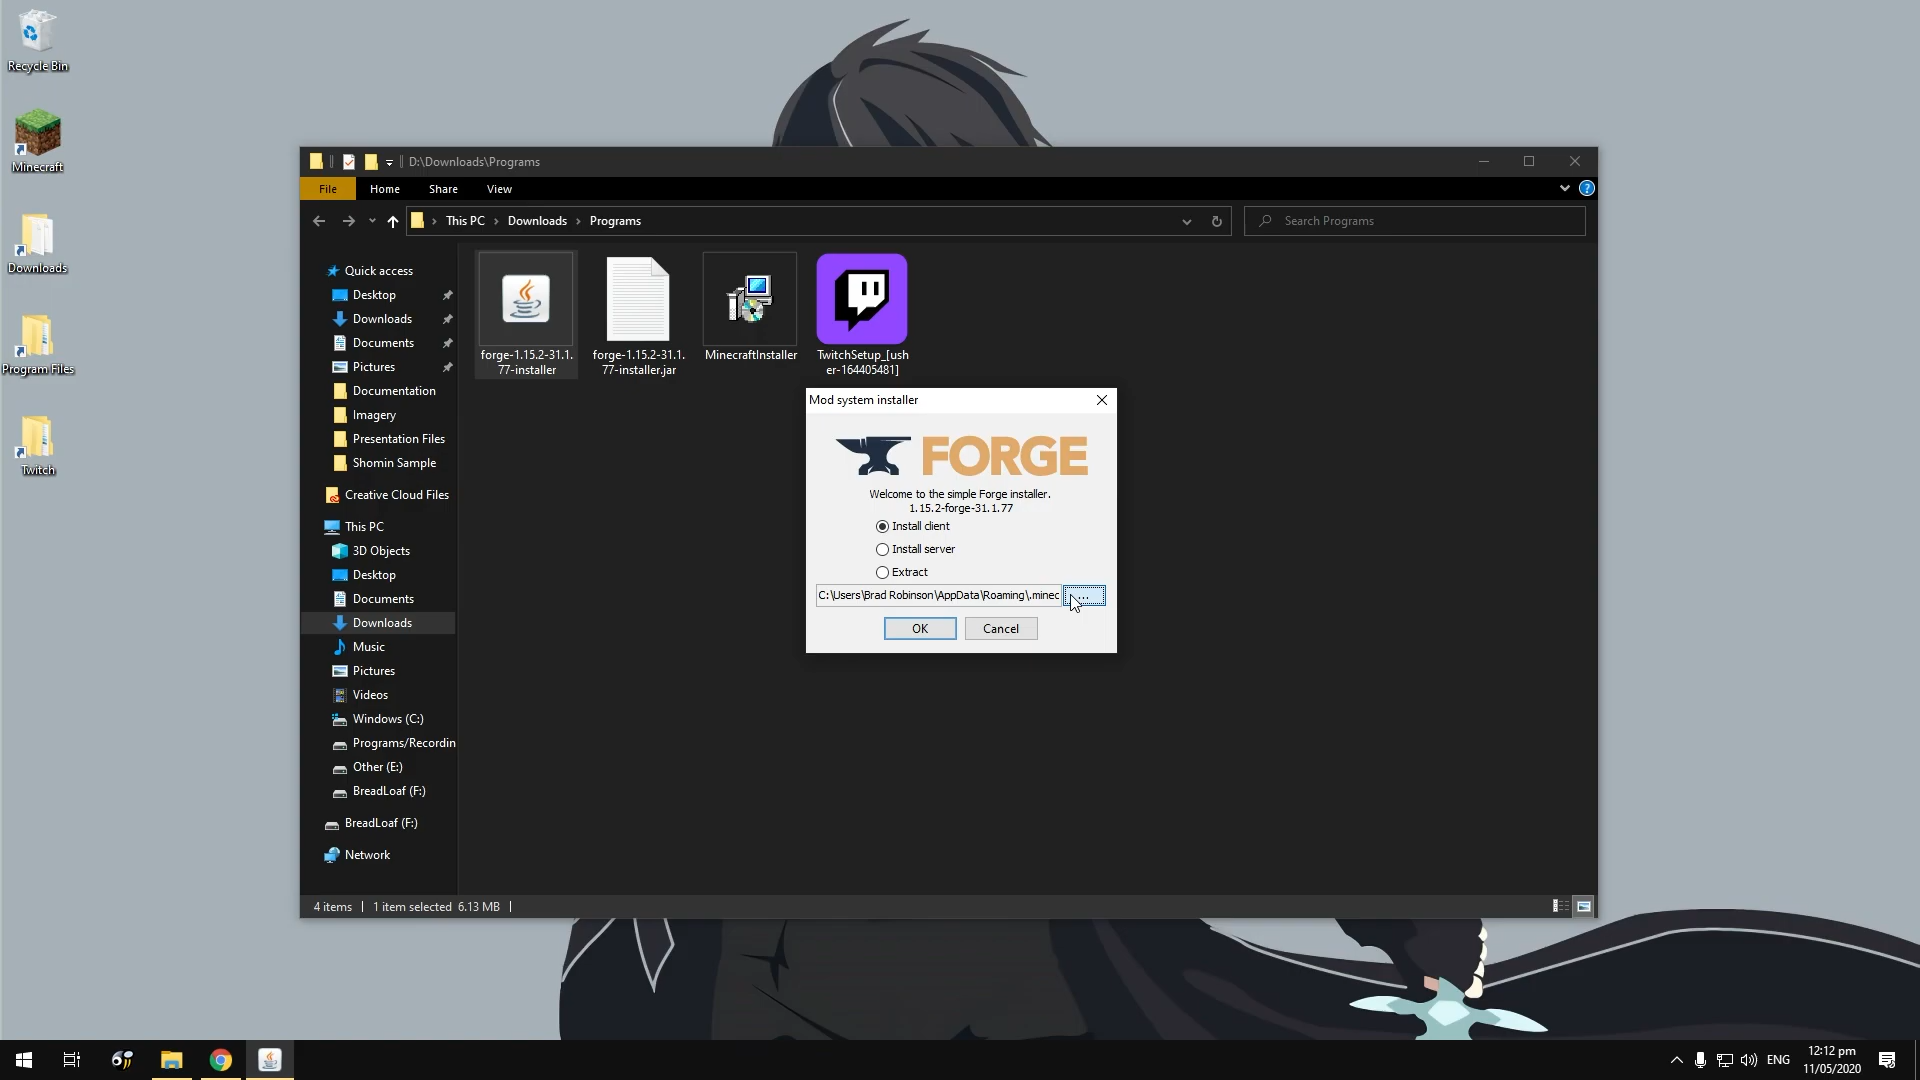 Recycle Bin
Minecraft
Downloads
Program Files
Twitch
D:\Downloads\Programs
File
Home
Share
View
?
This PC
Downloads
Programs
Search Programs
Quick access
Desktop
Downloads
Documents
Pictures
Documentation
Imagery
Presentation Files
Shomin Sample
Creative Cloud Files
This PC
3D Objects
Desktop
Documents
Downloads
Music
Pictures
Videos
Windows (C:)
Programs/Recordin
Other (E:)
BreadLoaf (F:)
BreadLoaf (F:)
Network
forge-1.15.2-31.1.
77-installer
forge-1.15.2-31.1.
77-installer.jar
MinecraftInstaller
TwitchSetup_[ush
er-164405481]
Mod system installer
FORGE
Welcome to the simple Forge installer.
1.15.2-forge-31.1.77
Install client
Install server
Extract
C:\Users\Brad Robinson\AppData\Roaming\.minec
...
OK
Cancel
4 items
1 item selected 6.13 MB
ENG
12:12 pm
11/05/2020